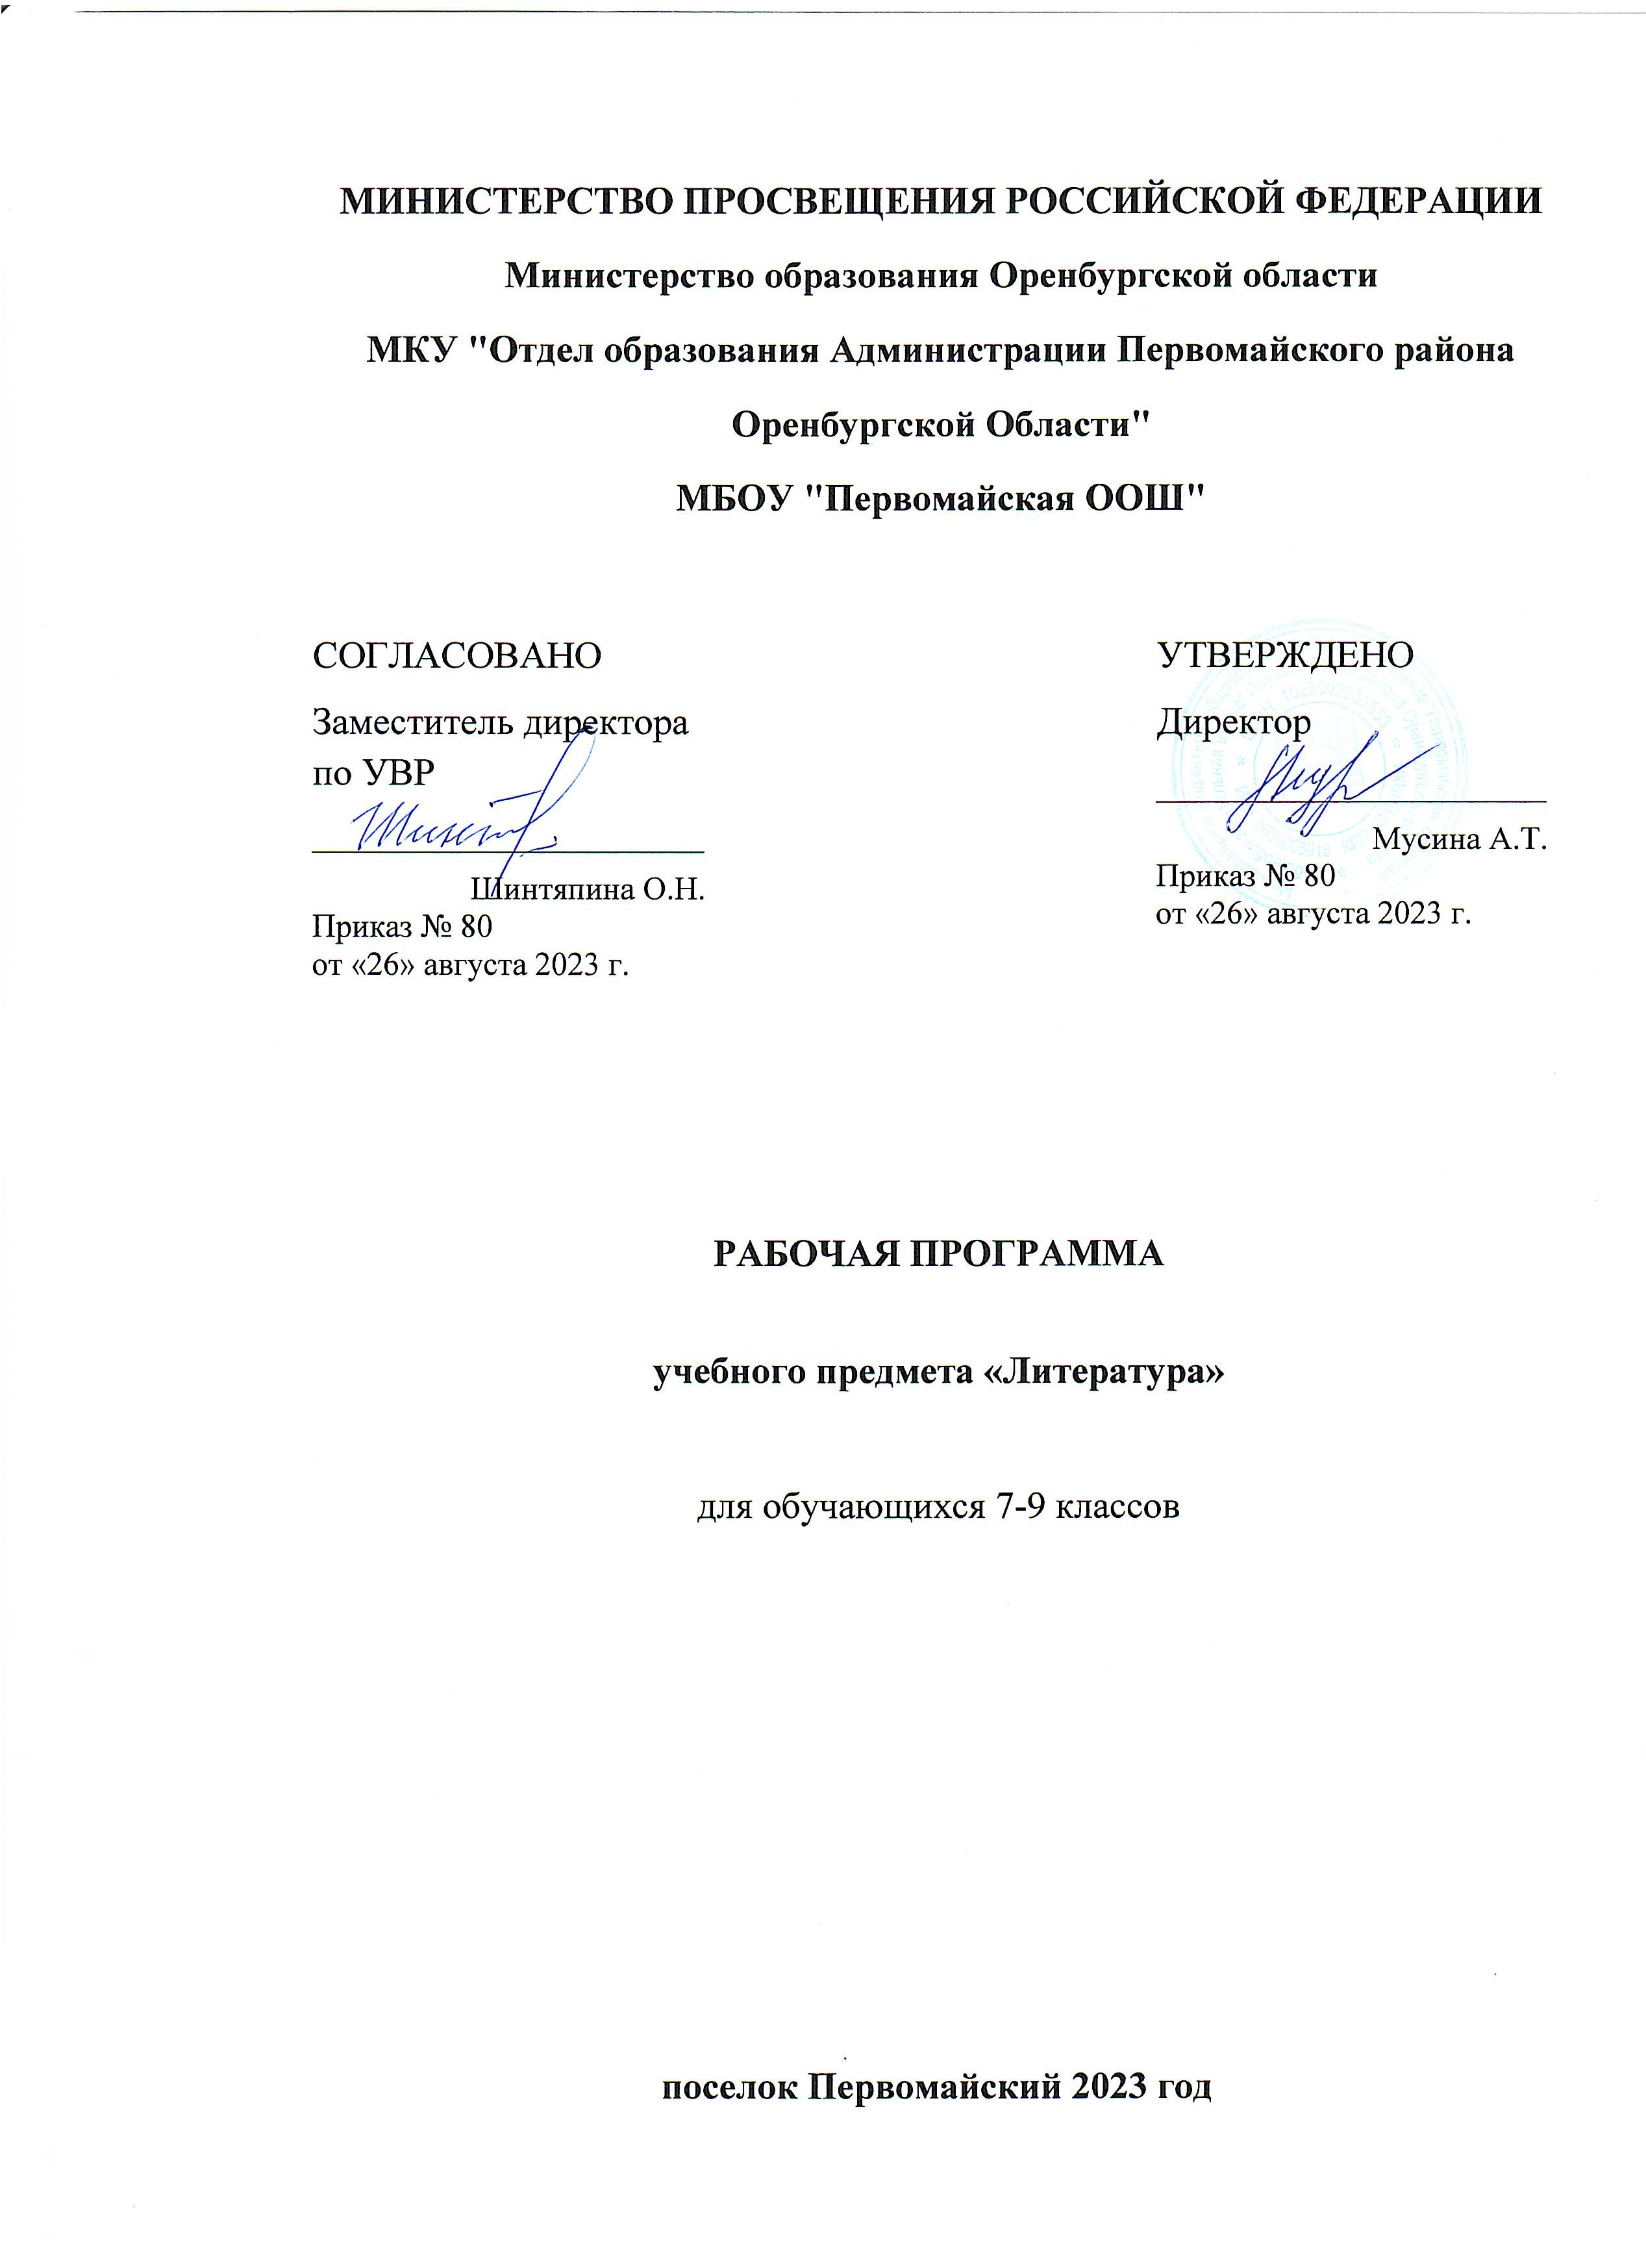 МИНИСТЕРСТВО ПРОСВЕЩЕНИЯ РОССИЙСКОЙ ФЕДЕРАЦИИ
Министерство образования Оренбургской области
МКУ "Отдел образования Администрации Первомайского района
Оренбургской Области"
МБОУ "Первомайская ООШ"
СОГЛАСОВАНО
Заместитель директора
по УВР
Шинтяпина О.Н.
Приказ № 80
от «26» августа 2023 г.
УТВЕРЖДЕНО
Директор
Мусина А.Т.
Приказ № 80
от «26» августа 2023 г.
РАБОЧАЯ ПРОГРАММА
учебного предмета «Литература»
для обучающихся 7-9 классов
поселок Первомайский 2023 год